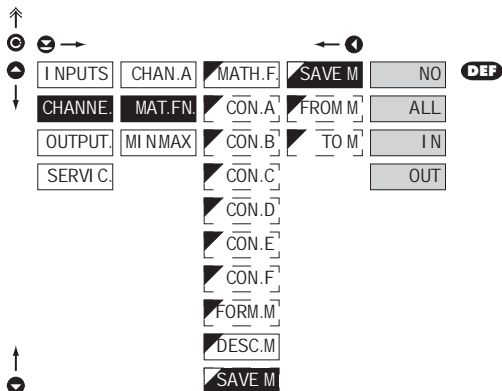 INPUTS CHAN.A MATH.F. SAVE M NO DEF
CHANNE. MAT.FN. CON.A FROM M ALL
OUTPUT. MINMAX CON.B TO M IN
SERVIC. CON.C OUT
CON.D
CON.E
CON.F
FORM.M
DESC.M
SAVE M